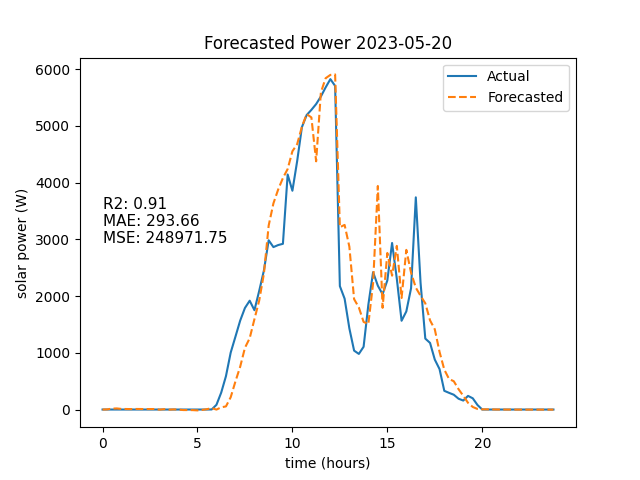 Forecasted Power 2023-05-20
6000
5000
4000
3000
2000
1000
0
solar power (W)
Actual
Forecasted
R2: 0.91
MAE: 293.66
MSE: 248971.75
0 5 10 15 20
time (hours)